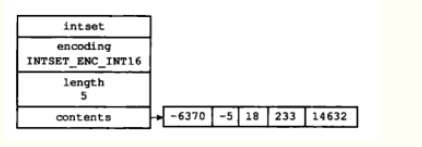 intset
encoding
INTSET_ENC_INT16
length
5
contents
-6370 -5 18 233 14632